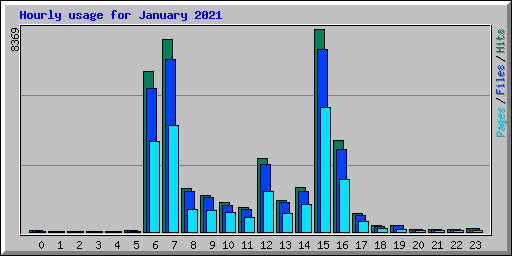 Hourly usage for January 2021
8369
Pages/Files/Hits
0 1 2 3 4 5 6 7 8 9 10 11 12 13 14 15 16 17 18 19 20 21 22 23